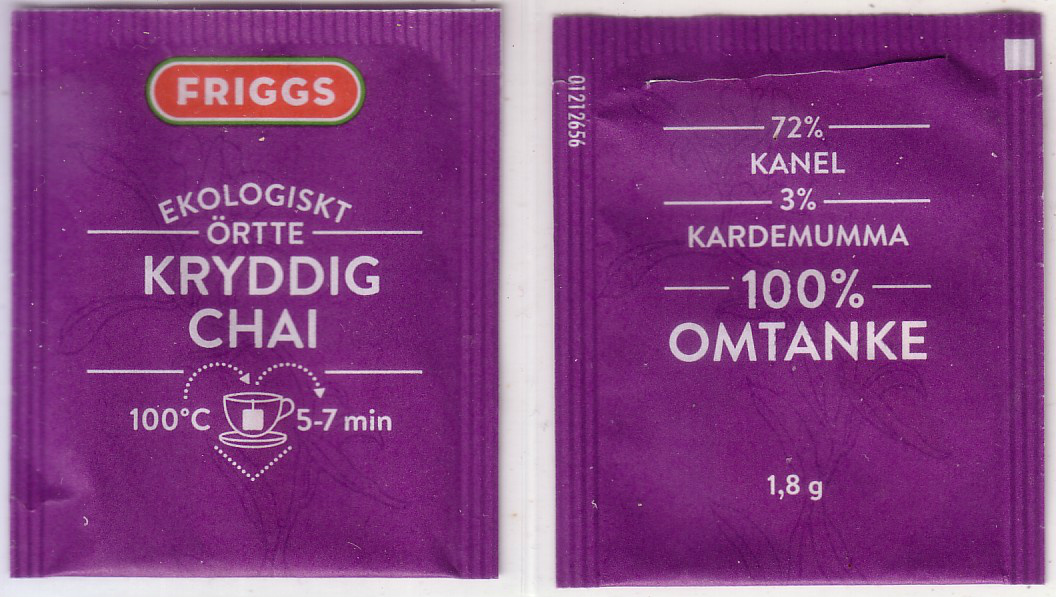 FRIGGS
EKOLOGISKT
ÖRTTE
KRYDDIG
CHAI
100°C 5-7 min
01212656
72%
KANEL
3%
KARDEMUMMA
100%
OMTANKE
1,8 g